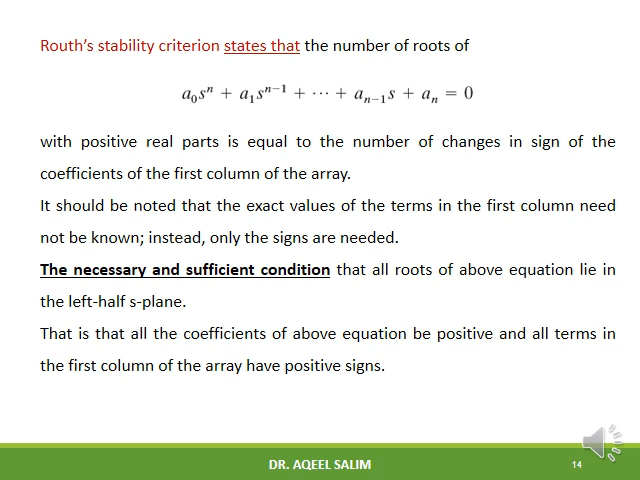 Routh's stability criterion states that the number of roots of
a₀sⁿ + a₁sⁿ⁻¹ + ⋯ + aₙ₋₁s + aₙ = 0
with positive real parts is equal to the number of changes in sign of the
coefficients of the first column of the array.
It should be noted that the exact values of the terms in the first column need
not be known; instead, only the signs are needed.
The necessary and sufficient condition that all roots of above equation lie in
the left-half s-plane.
That is that all the coefficients of above equation be positive and all terms in
the first column of the array have positive signs.
DR. AQEEL SALIM
14